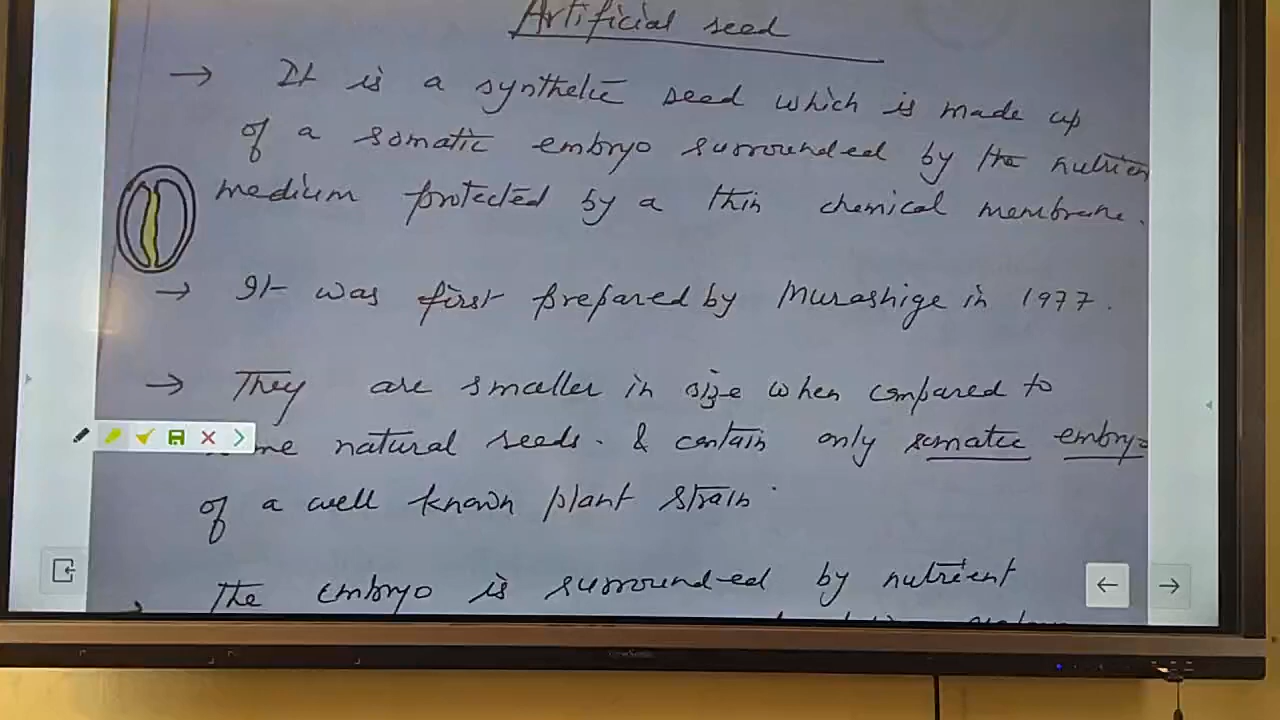 Artificial seed
→ It is a synthetic seed which is made up
of a somatic embryo surrounded by the nutrien
medium protected by a thin chemical membrane.
→ It was first prepared by Murashige in 1977.
→ They are smaller in size when compared to
natural seeds. & contain only somatic embryo
of a well known plant strain.
The embryo is surrounded by nutrient
ViewSonic